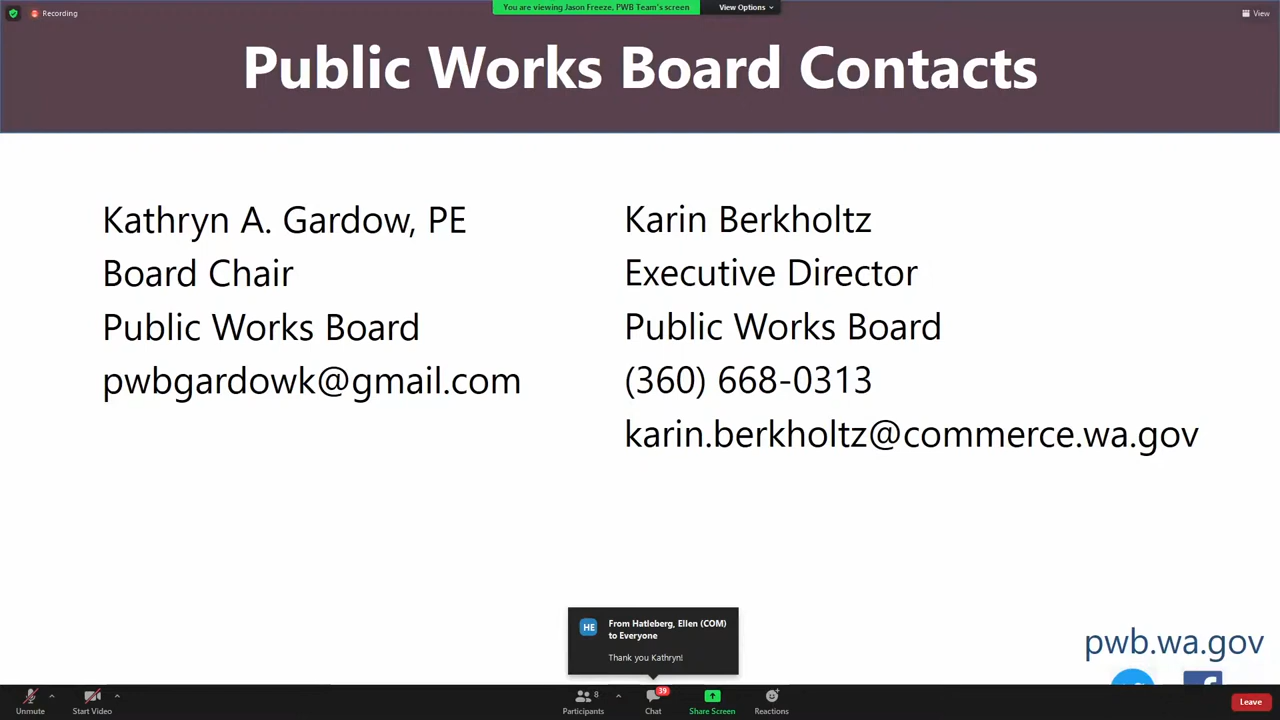 Recording
You are viewing Jason Freeze, PWB Team's screen
View Options
View
Public Works Board Contacts
Kathryn A. Gardow, PE
Board Chair
Public Works Board
pwbgardowk@gmail.com
Karin Berkholtz
Executive Director
Public Works Board
(360) 668-0313
karin.berkholtz@commerce.wa.gov
HE
From Hatleberg, Ellen (COM)
to Everyone
Thank you Kathryn!
pwb.wa.gov
Unmute
Start Video
8
Participants
39
Chat
Share Screen
Reactions
Leave